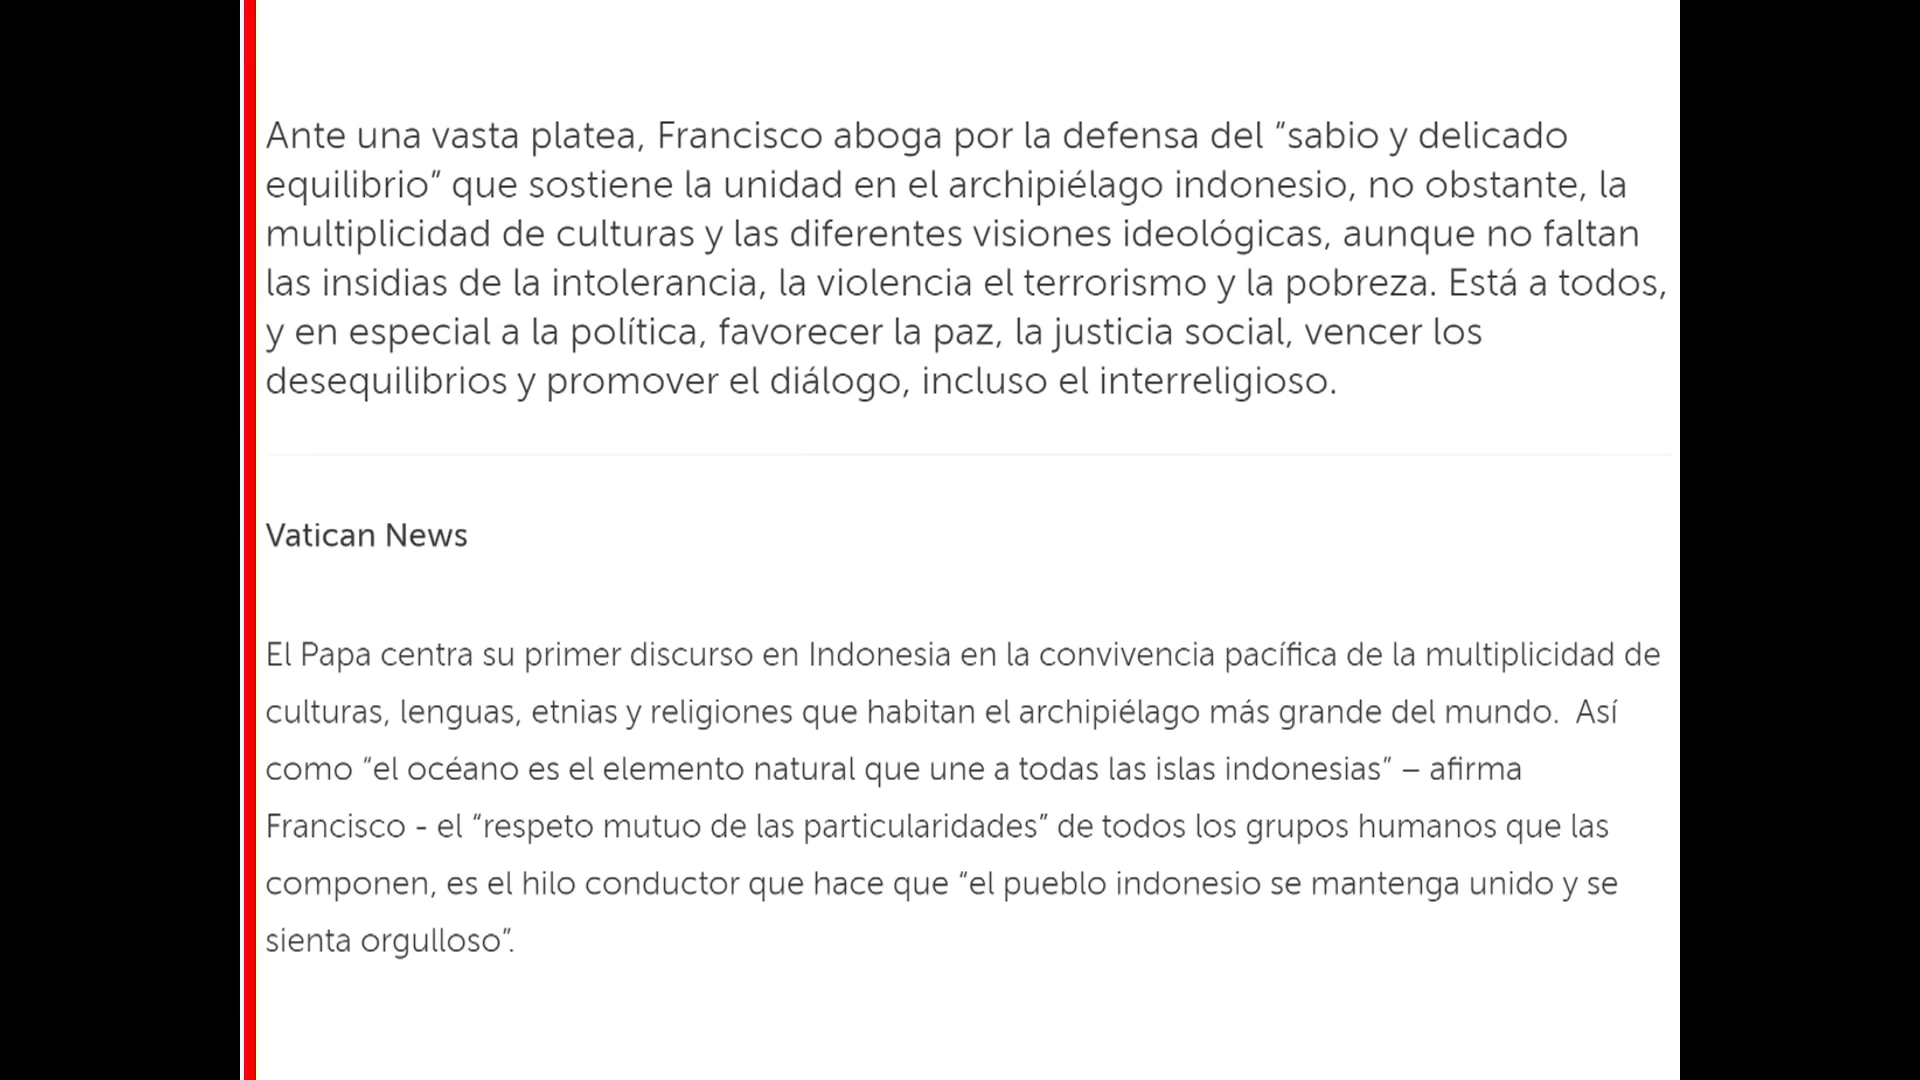 Ante una vasta platea, Francisco aboga por la defensa del “sabio y delicado
equilibrio” que sostiene la unidad en el archipiélago indonesio, no obstante, la
multiplicidad de culturas y las diferentes visiones ideológicas, aunque no faltan
las insidias de la intolerancia, la violencia el terrorismo y la pobreza. Está a todos,
y en especial a la política, favorecer la paz, la justicia social, vencer los
desequilibrios y promover el diálogo, incluso el interreligioso.
Vatican News
El Papa centra su primer discurso en Indonesia en la convivencia pacífica de la multiplicidad de
culturas, lenguas, etnias y religiones que habitan el archipiélago más grande del mundo.  Así
como “el océano es el elemento natural que une a todas las islas indonesias” – afirma
Francisco - el “respeto mutuo de las particularidades” de todos los grupos humanos que las
componen, es el hilo conductor que hace que “el pueblo indonesio se mantenga unido y se
sienta orgulloso”.